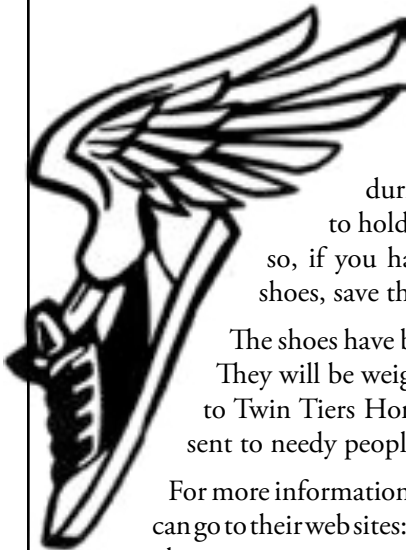 dur
to hold
so, if you ha
shoes, save th
The shoes have b
They will be weig
to Twin Tiers Hor
sent to needy peopl
For more information
can go to their web sites: